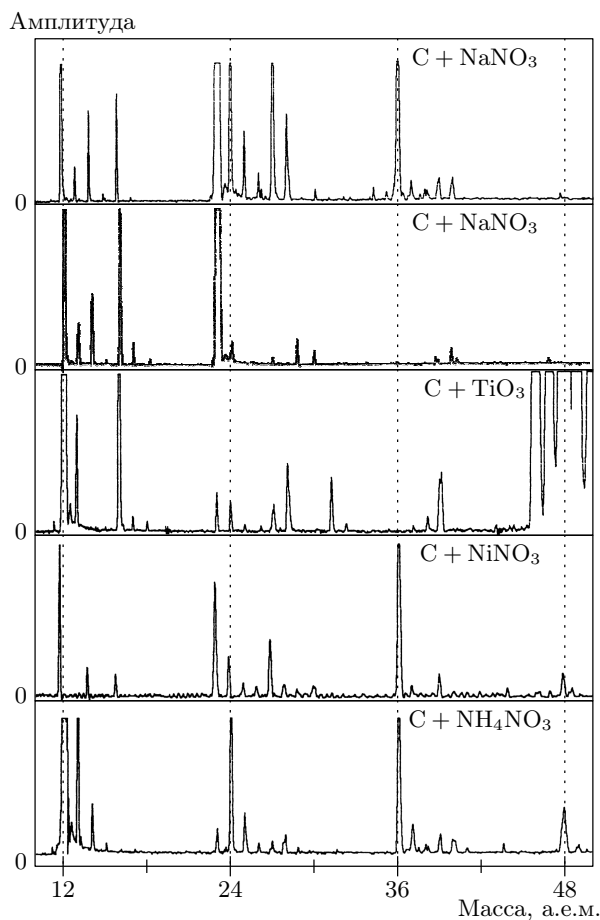 Амплитуда
C + NaNO₃
0
C + NaNO₃
0
C + TiO₃
0
C + NiNO₃
0
C + NH₄NO₃
0
12 24 36 48
Масса, а.е.м.